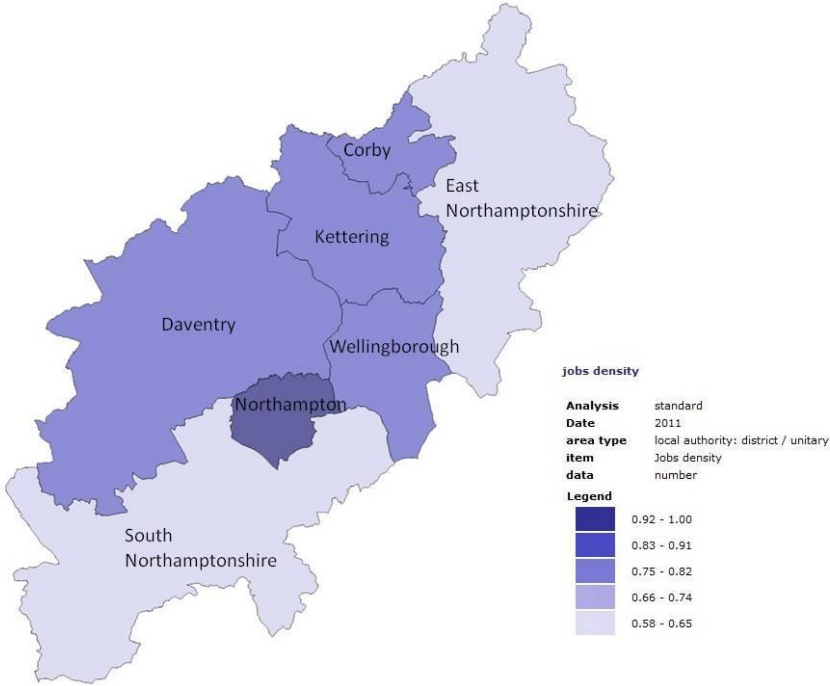 Corby
East
Northamptonshire
Kettering
Daventry
Wellingborough
Northampton
South
Northamptonshire
jobs density
Analysis standard
Date 2011
area type local authority: district / unitary
item Jobs density
data number
Legend
0.92 - 1.00
0.83 - 0.91
0.75 - 0.82
0.66 - 0.74
0.58 - 0.65